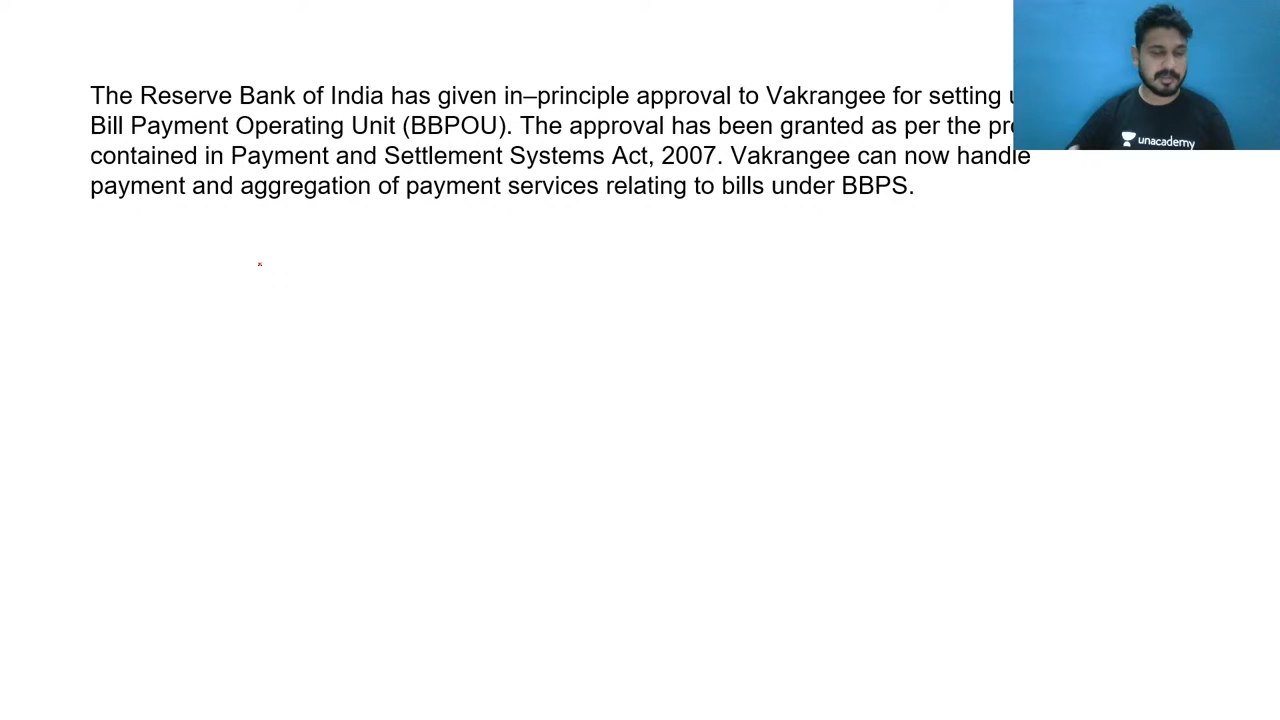 The Reserve Bank of India has given in–principle approval to Vakrangee for setting
Bill Payment Operating Unit (BBPOU). The approval has been granted as per the
contained in Payment and Settlement Systems Act, 2007. Vakrangee can now handle
payment and aggregation of payment services relating to bills under BBPS.
unacademy